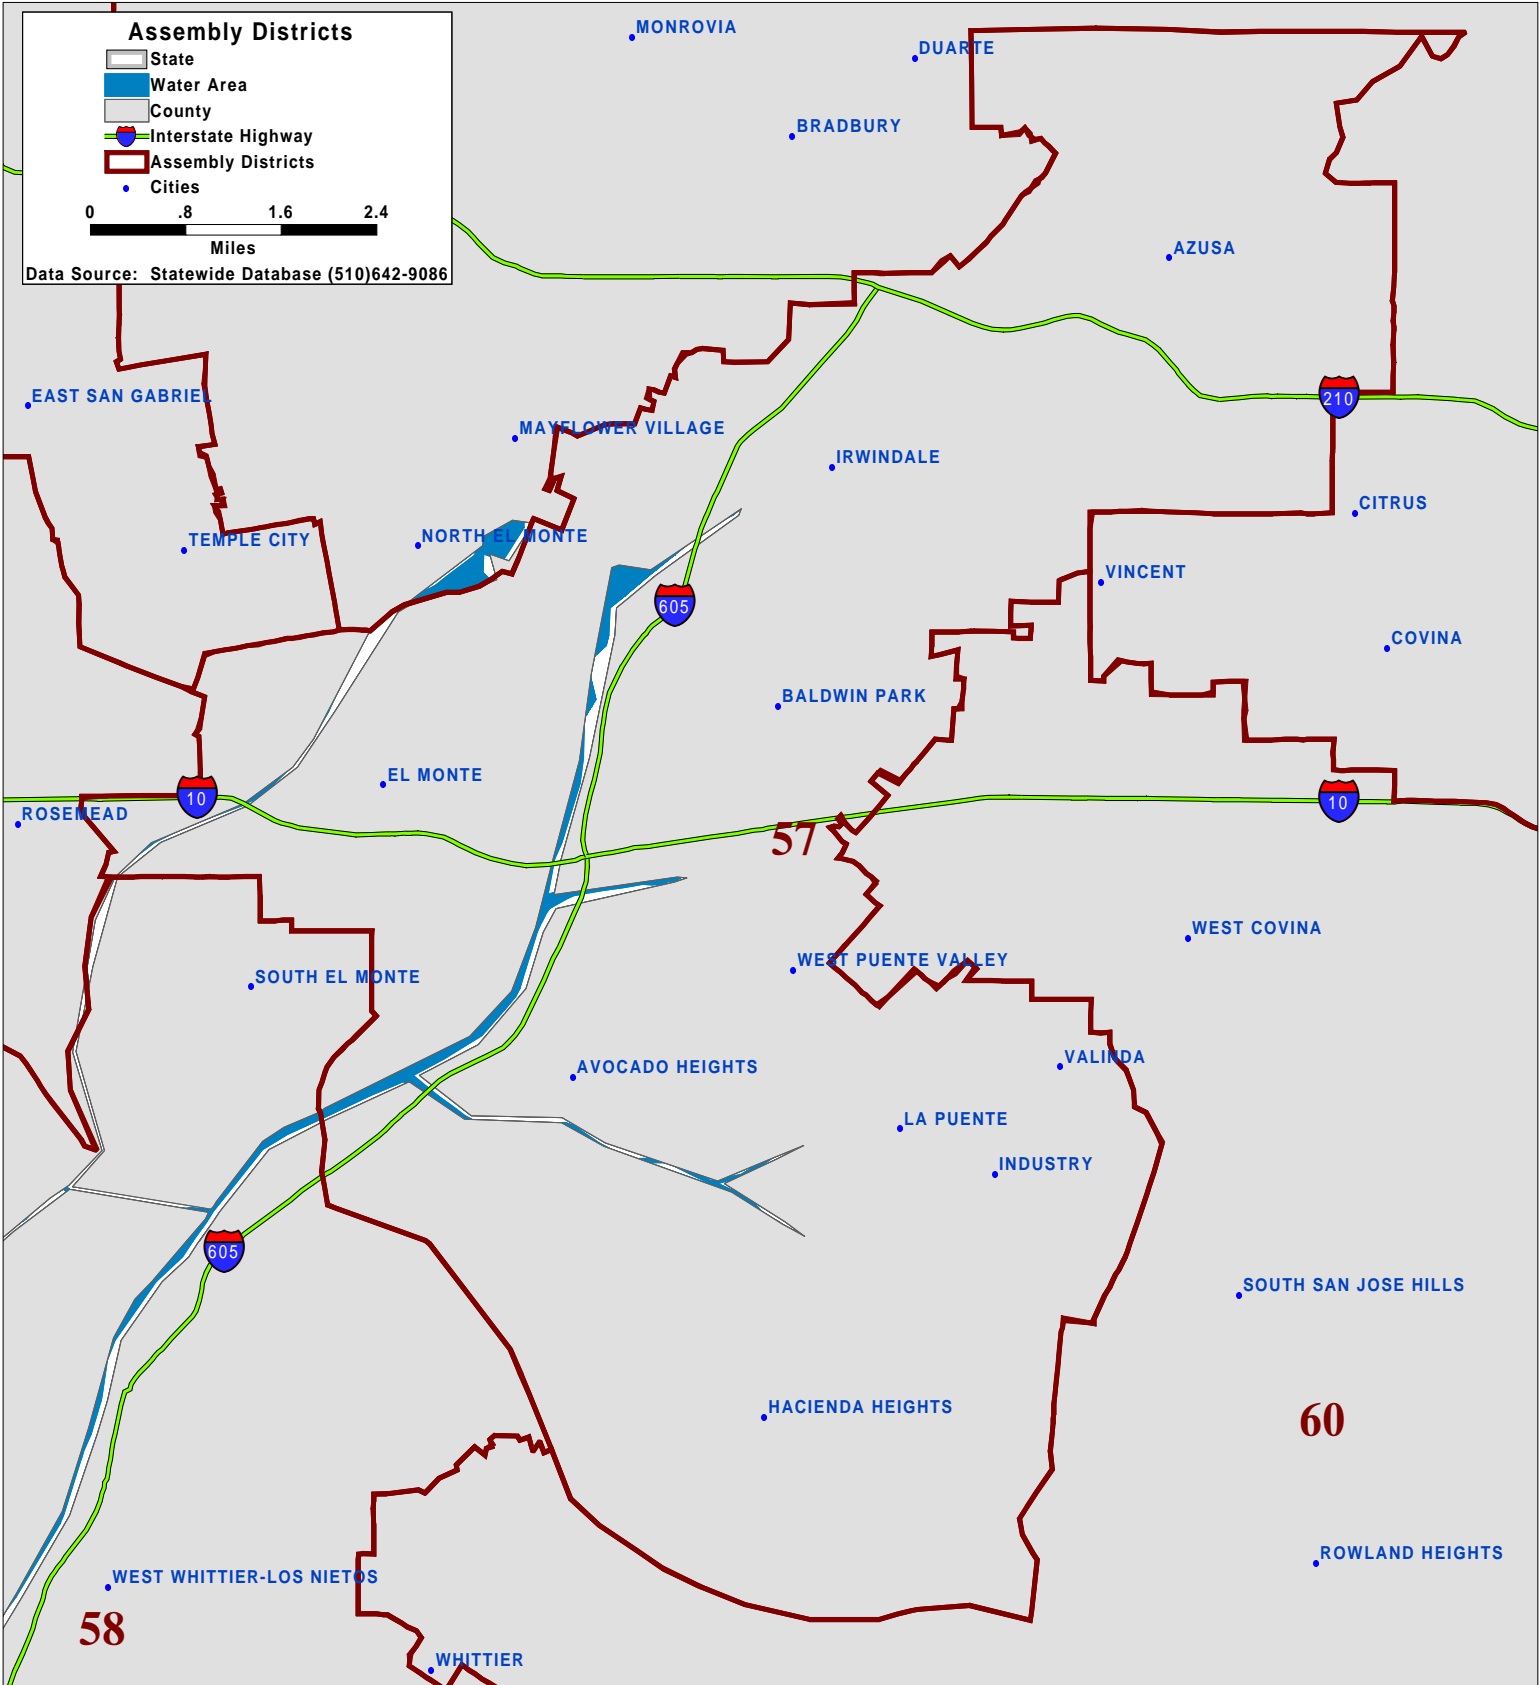 Assembly Districts
State
Water Area
County
Interstate Highway
Assembly Districts
Cities
0 .8 1.6 2.4
Miles
Data Source: Statewide Database (510)642-9086
MONROVIA
DUARTE
BRADBURY
AZUSA
EAST SAN GABRIEL
210
MAYFLOWER VILLAGE
IRWINDALE
CITRUS
TEMPLE CITY
NORTH EL MONTE
VINCENT
605
COVINA
BALDWIN PARK
EL MONTE
10
10
ROSEMEAD
57
WEST COVINA
WEST PUENTE VALLEY
SOUTH EL MONTE
VALINDA
AVOCADO HEIGHTS
LA PUENTE
INDUSTRY
605
SOUTH SAN JOSE HILLS
HACIENDA HEIGHTS
60
ROWLAND HEIGHTS
WEST WHITTIER-LOS NIETOS
58
WHITTIER